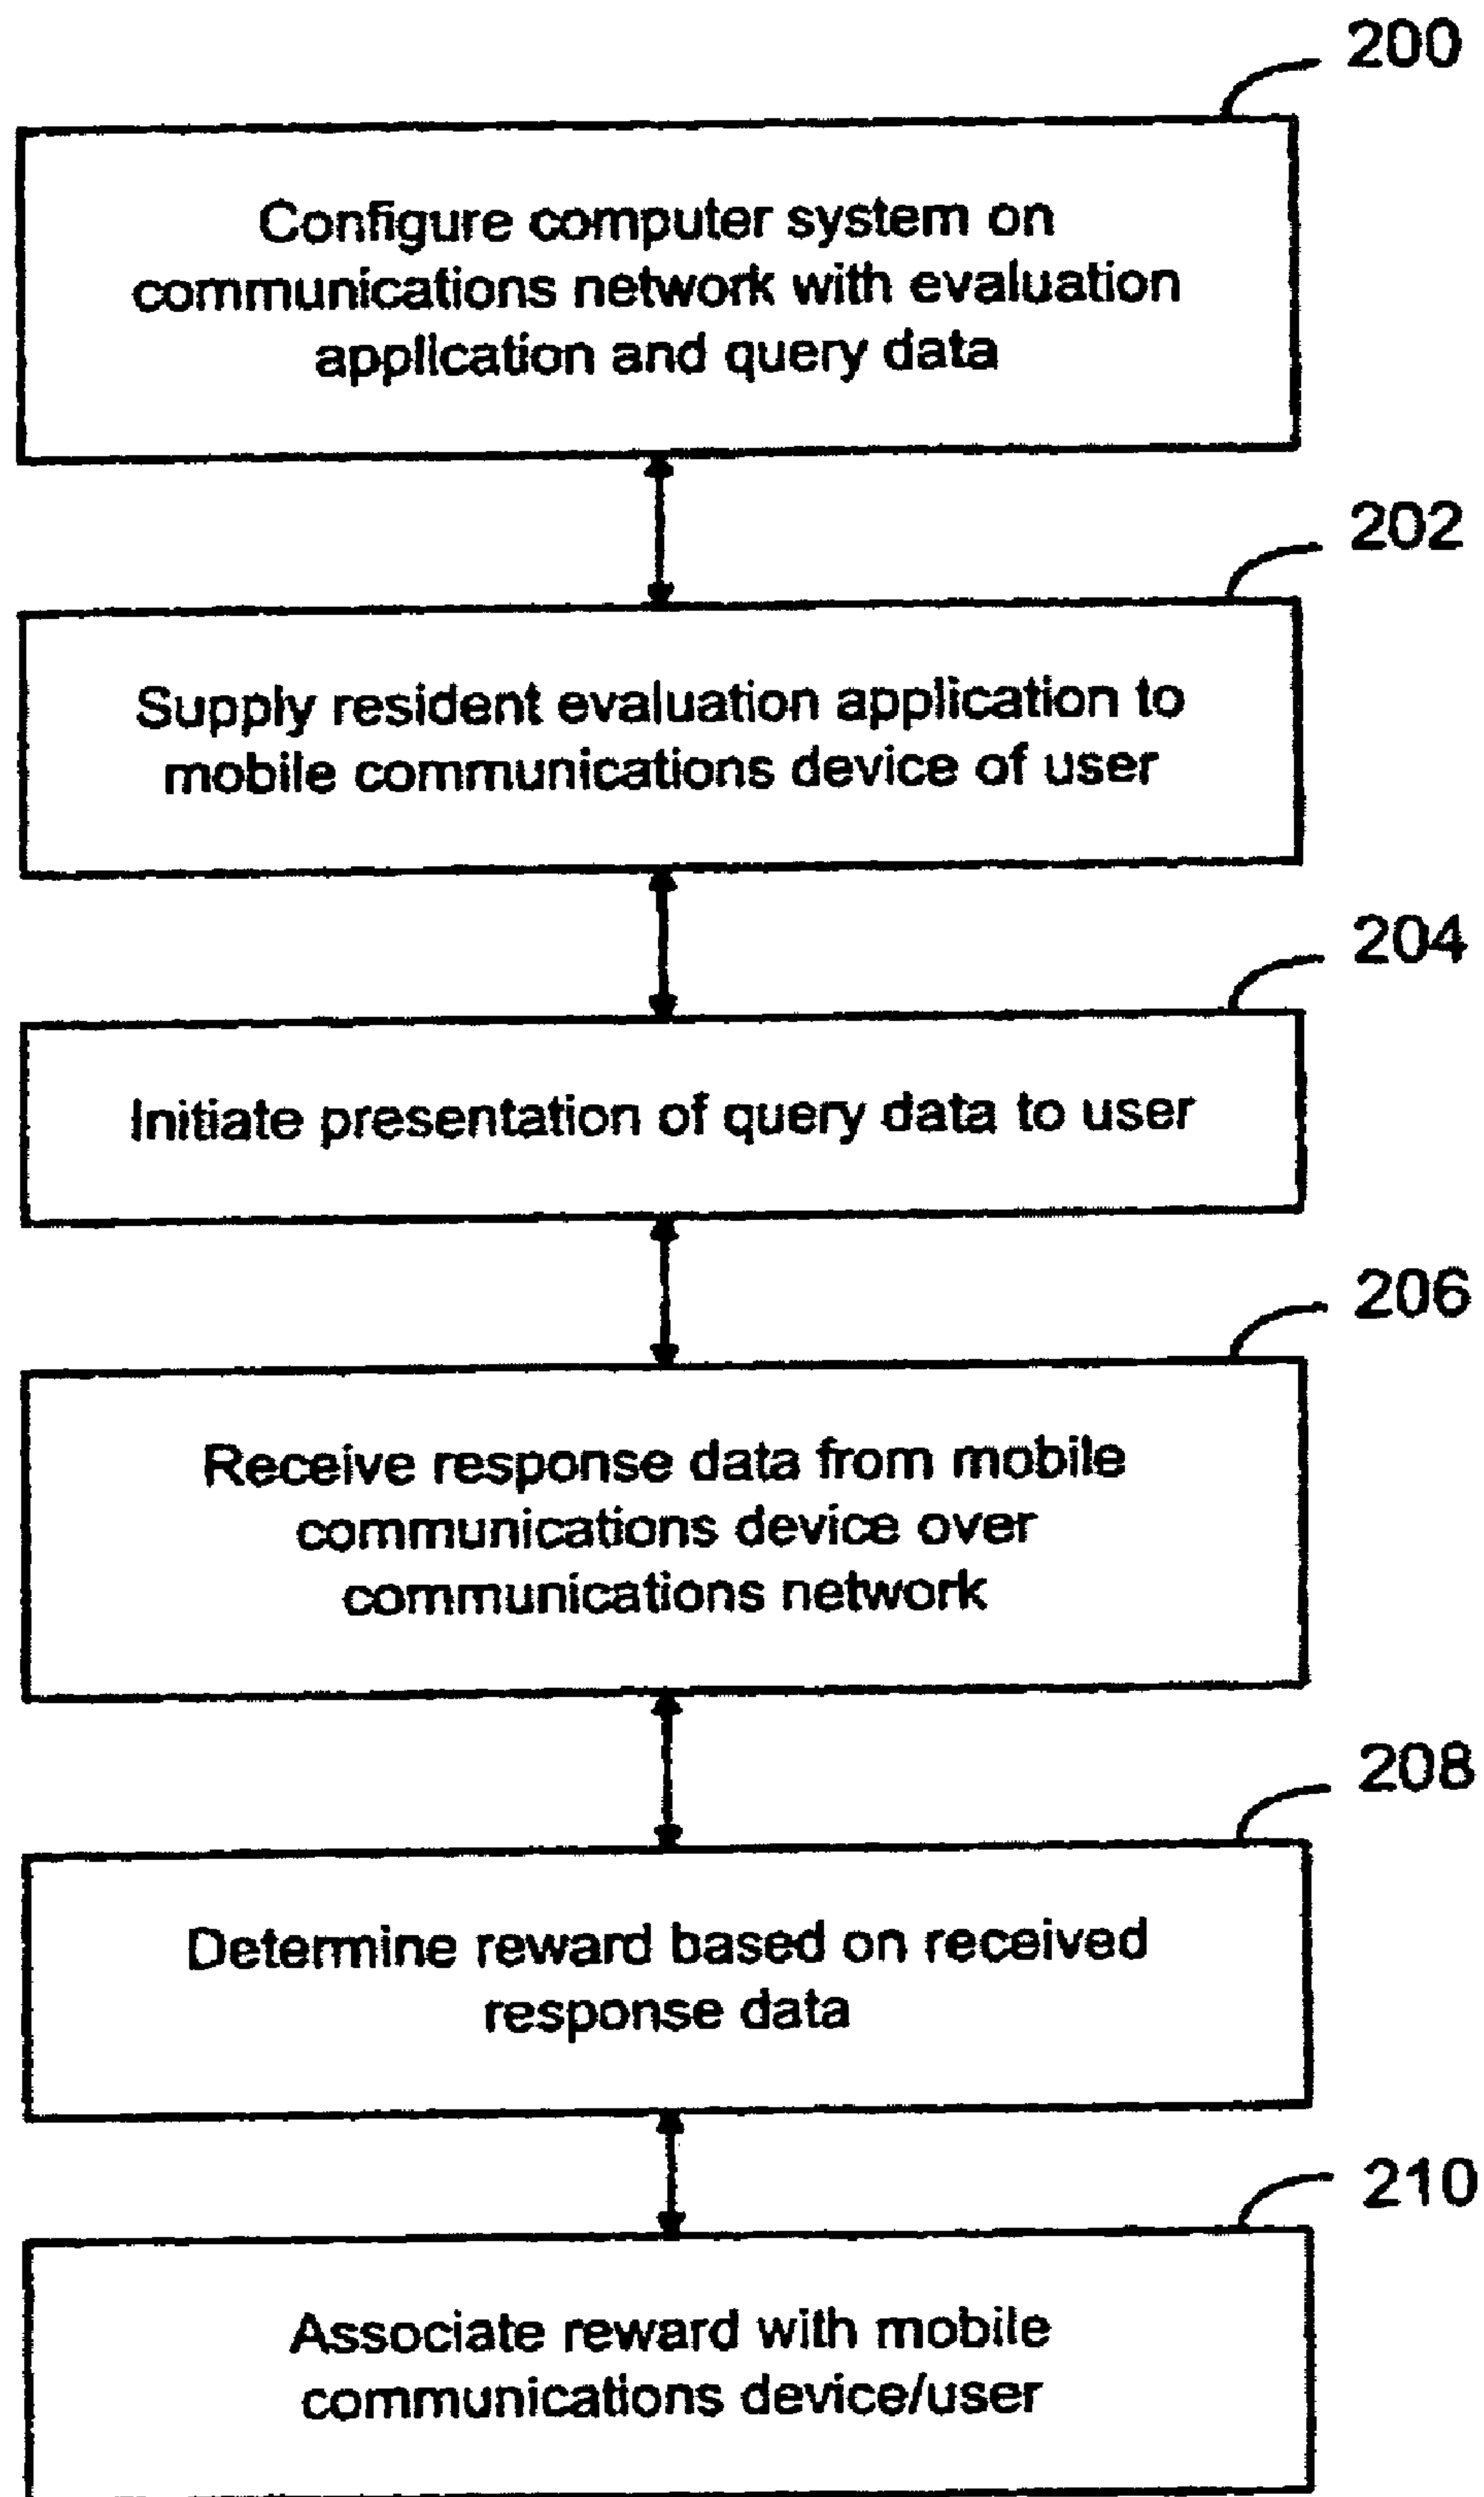 200
Configure computer system on
communications network with evaluation
application and query data
202
Supply resident evaluation application to
mobile communications device of user
204
Initiate presentation of query data to user
206
Receive response data from mobile
communications device over
communications network
208
Determine reward based on received
response data
210
Associate reward with mobile
communications device/user